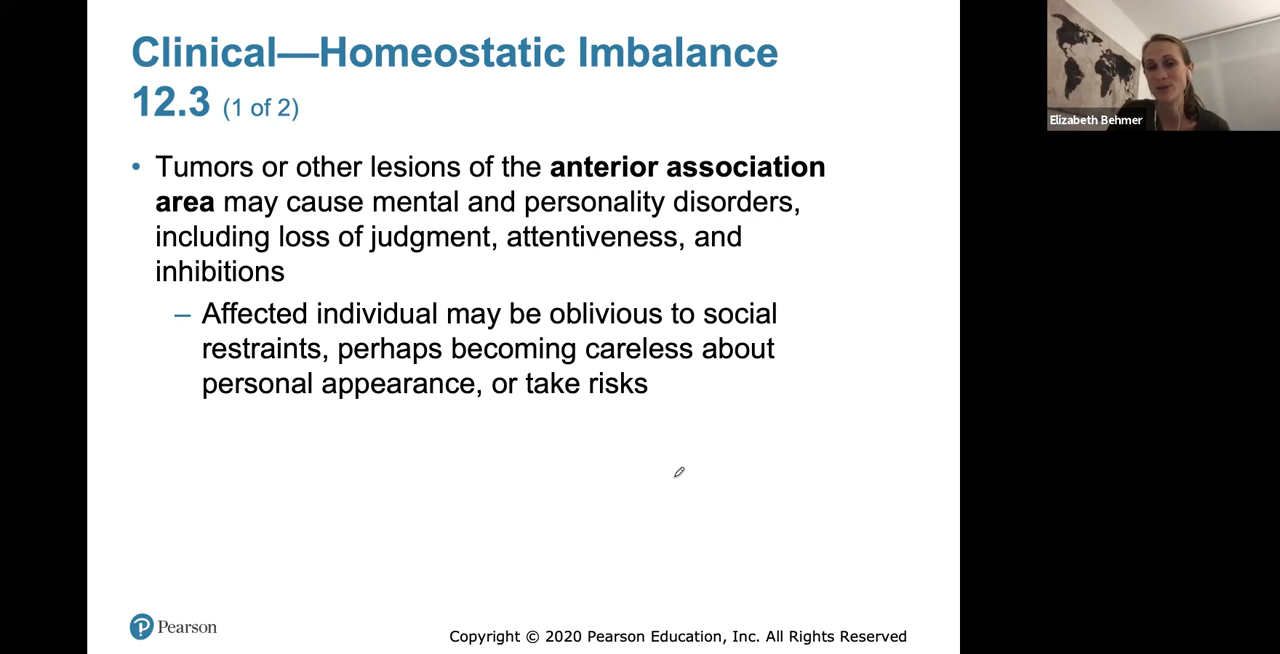 Clinical—Homeostatic Imbalance
12.3 (1 of 2)
• Tumors or other lesions of the anterior association
area may cause mental and personality disorders,
including loss of judgment, attentiveness, and
inhibitions
– Affected individual may be oblivious to social
restraints, perhaps becoming careless about
personal appearance, or take risks
Pearson
Copyright © 2020 Pearson Education, Inc. All Rights Reserved
Elizabeth Behmer